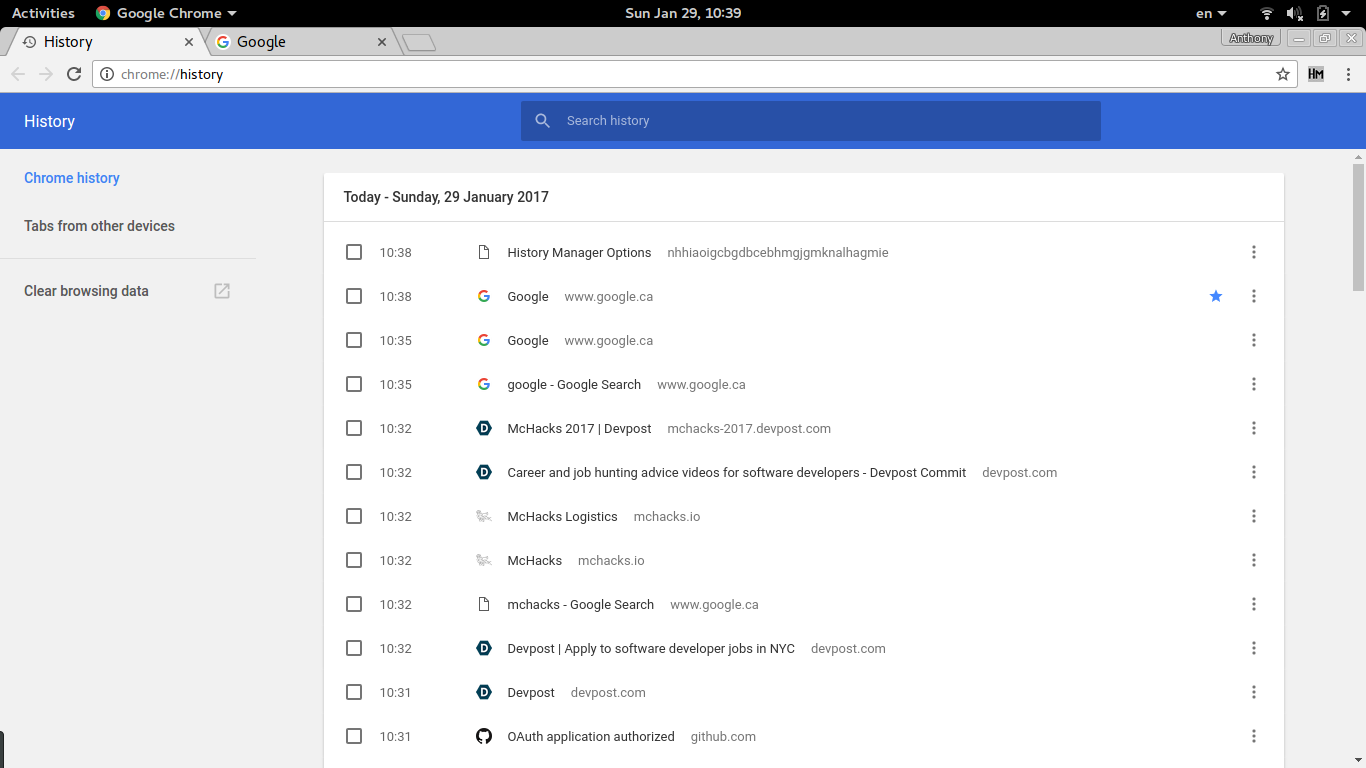 Activities Google Chrome Sun Jan 29, 10:39 en
History Google Anthony
chrome://history HM
History Search history
Chrome history
Tabs from other devices
Clear browsing data
Today - Sunday, 29 January 2017
10:38 History Manager Options nhhiaoigcbgdbcebhmgjgmknalhagmie
10:38 Google www.google.ca
10:35 Google www.google.ca
10:35 google - Google Search www.google.ca
10:32 McHacks 2017 | Devpost mchacks-2017.devpost.com
10:32 Career and job hunting advice videos for software developers - Devpost Commit devpost.com
10:32 McHacks Logistics mchacks.io
10:32 McHacks mchacks.io
10:32 mchacks - Google Search www.google.ca
10:32 Devpost | Apply to software developer jobs in NYC devpost.com
10:31 Devpost devpost.com
10:31 OAuth application authorized github.com